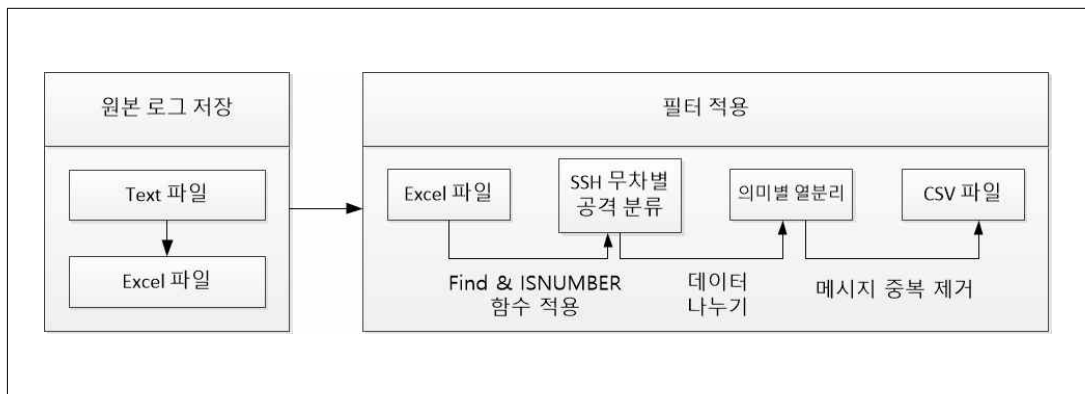 원본 로그 저장
Text 파일
Excel 파일
필터 적용
Excel 파일
SSH 무차별
공격 분류
의미별 열분리
CSV 파일
Find & ISNUMBER
함수 적용
데이터
나누기
메시지 중복 제거